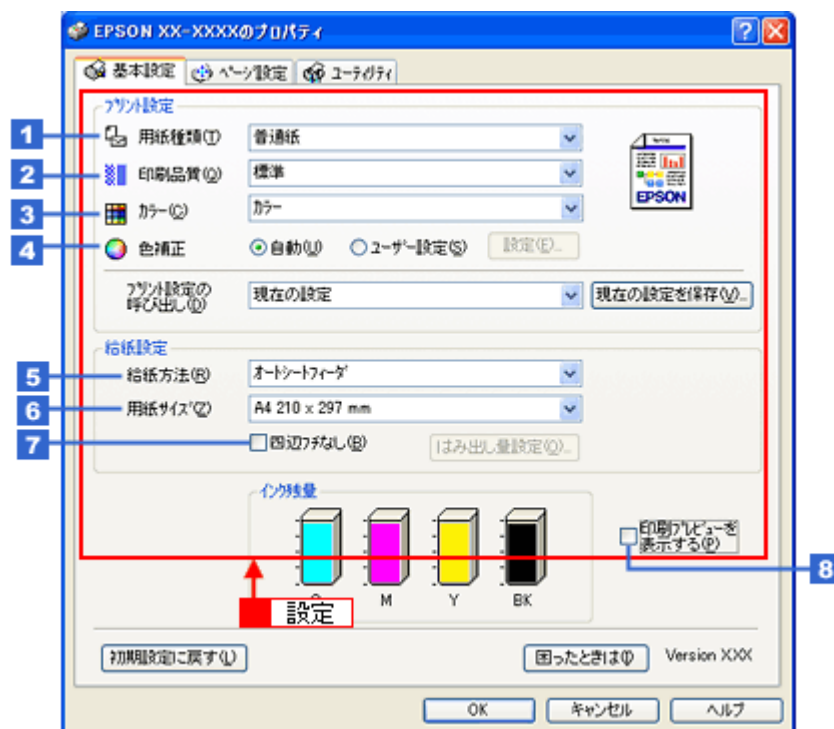 EPSON XX-XXXXのプロパティ
基本設定 ページ設定 ユーティリティ
プリント設定
1 用紙種類(T) 普通紙
2 印刷品質(Q) 標準
3 カラー(C) カラー
4 色補正 自動(U) ユーザー設定(S) 設定(E)...
EPSON
プリント設定の
呼び出し(D) 現在の設定 現在の設定を保存(V)...
給紙設定
5 給紙方法(R) オートシートフィーダ
6 用紙サイズ(Z) A4 210 x 297 mm
7 四辺フチなし(B) はみ出し量設定(O)...
インク残量
印刷プレビューを
表示する(P)
8
M Y BK
設定
初期設定に戻す(L) 困ったときは(I) Version XXX
OK キャンセル ヘルプ